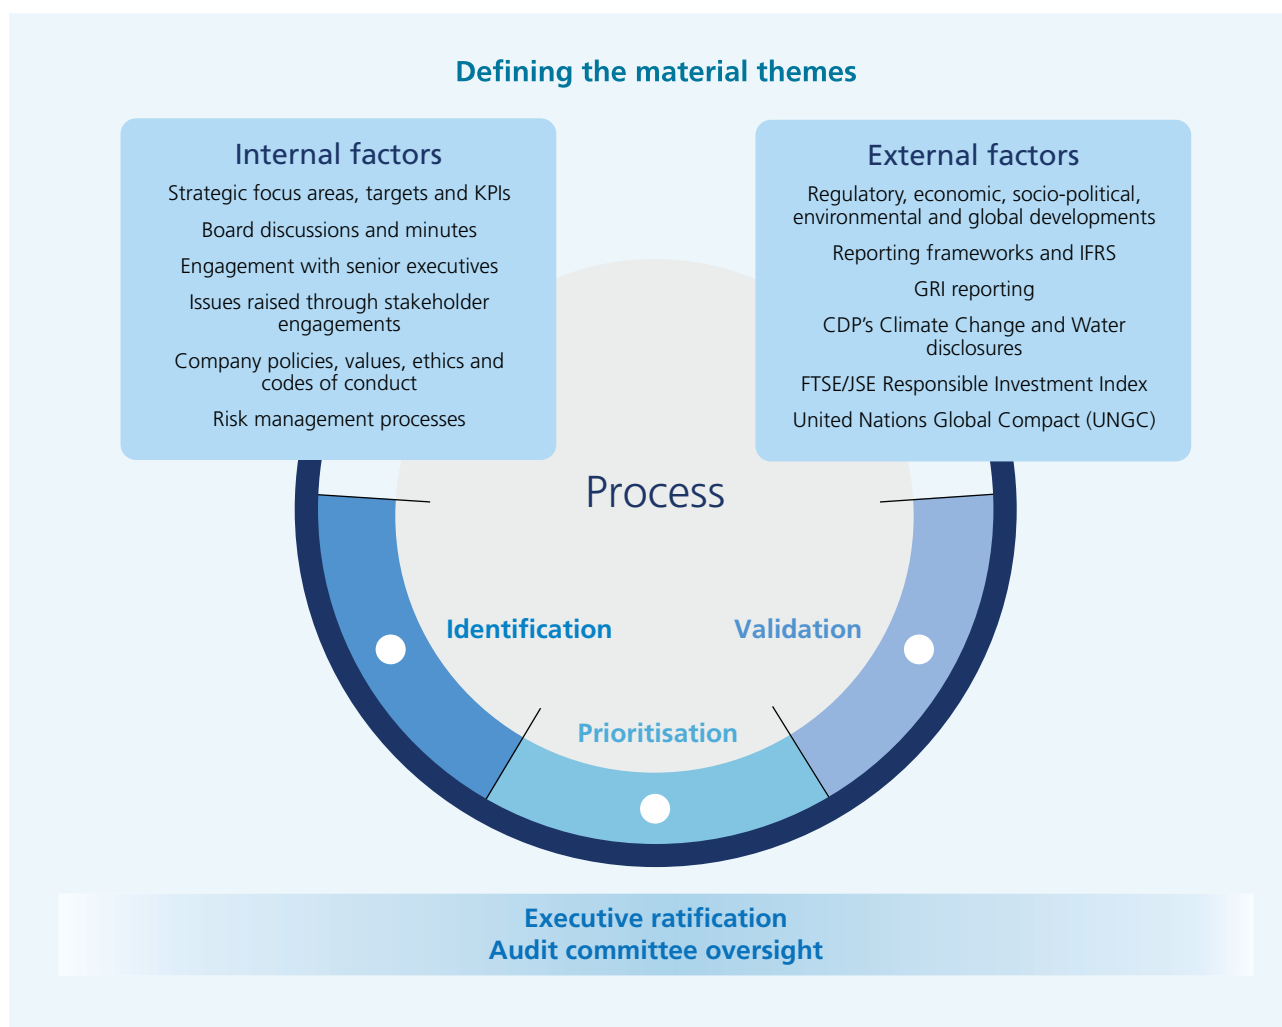 Defining the material themes
Internal factors
Strategic focus areas, targets and KPIs
Board discussions and minutes
Engagement with senior executives
Issues raised through stakeholder
engagements
Company policies, values, ethics and
codes of conduct
Risk management processes
External factors
Regulatory, economic, socio-political,
environmental and global developments
Reporting frameworks and IFRS
GRI reporting
CDP’s Climate Change and Water
disclosures
FTSE/JSE Responsible Investment Index
United Nations Global Compact (UNGC)
Process
Identification
Validation
Prioritisation
Executive ratification
Audit committee oversight